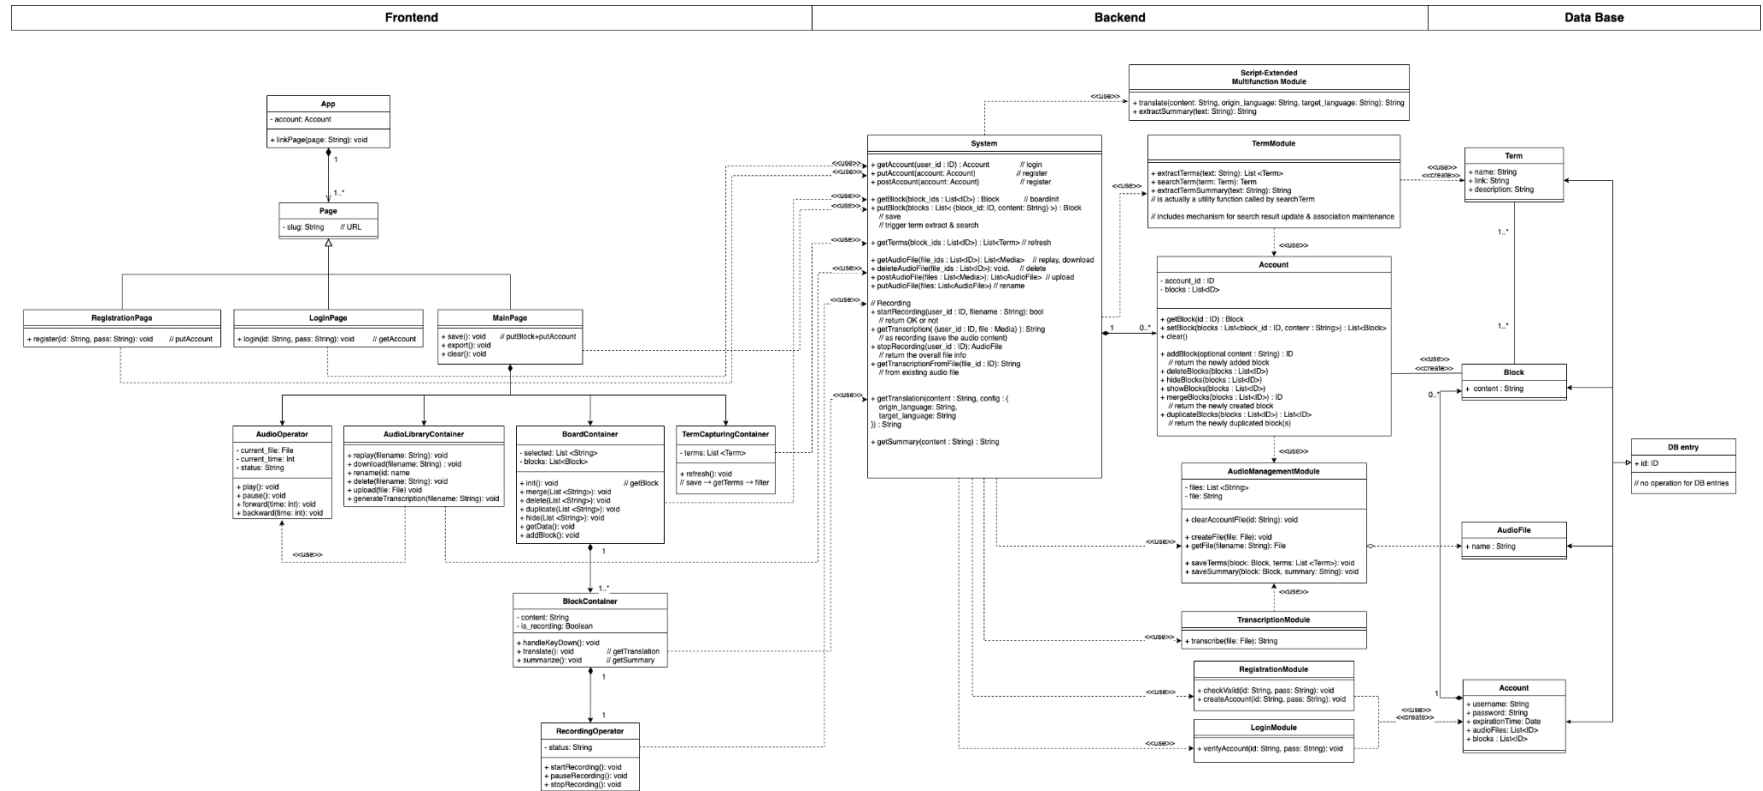 Frontend
Backend
Data Base
App
- account: Account
+ linkPage(page: String): void
1
1..*
Page
- slug: String // URL
RegistrationPage
+ register(id: String, pass: String): void // putAccount
LoginPage
+ login(id: String, pass: String): void // getAccount
MainPage
+ save(): void // putBlock+putAccount
+ export(): void
+ clear(): void
AudioOperator
- current_file: File
- current_time: Int
- status: String
+ play(): void
+ pause(): void
+ forward(time: int): void
+ backward(time: int): void
<<use>>
AudioLibraryContainer
+ replay(filename: String): void
+ download(filename: String) : void
+ rename(id: name
+ delete(filename: String): void
+ upload(file: File) void
+ generateTranscription(filename: String): void
BoardContainer
- selected: List <String>
- blocks: List<Block>
+ init(): void // getBlock
+ merge(List <String>): void
+ delete(List <String>): void
+ duplicate(List <String>): void
+ hide(List <String>): void
+ getData(): void
+ addBlock(): void
1
1..*
TermCapturingContainer
- terms: List <Term>
+ refresh(): void
// save → getTerms → filter
BlockContainer
- content: String
- is_recording: Boolean
+ handleKeyDown(): void
+ translate(): void // getTranslation
+ summarize(): void // getSummary
1
1
RecordingOperator
- status: String
+ startRecording(): void
+ pauseRecording(): void
+ stopRecording(): void
<<use>>
<<use>>
<<use>>
<<use>>
<<use>>
<<use>>
<<use>>
System
+ getAccount(user_id : ID) : Account // login
+ putAccount(account: Account) // register
+ postAccount(account: Account) // register
+ getBlock(block_ids : List<ID>) : Block // boardInit
+ putBlock(blocks : List< {block_id: ID, content: String} >) : Block
// save
// trigger term extract & search
+ getTerms(block_ids : List<ID>) : List<Term> // refresh
+ getAudioFile(file_ids : List<ID>): List<Media> // replay, download
+ deleteAudioFile(file_ids : List<ID>): void. // delete
+ postAudioFile(files : List<Media>): List<AudioFile> // upload
+ putAudioFile(files: List<AudioFile>) // rename
// Recording
+ startRecording(user_id : ID, filename : String): bool
// return OK or not
+ getTranscription( {user_id : ID, file : Media} ): String
// as recording (save the audio content)
+ stopRecording(user_id : ID): AudioFile
// return the overall file info
+ getTranscriptionFromFile(file_id : ID): String
// from existing audio file
+ getTranslation(content : String, config : {
origin_language: String,
target_language: String
}) : String
+ getSummary(content : String) : String
<<use>>
Script-Extended
Multifunction Module
+ translate(content: String, origin_language: String, target_language: String): String
+ extractSummary(text: String): String
<<use>>
TermModule
+ extractTerms(text: String): List <Term>
+ searchTerm(term: Term): Term
+ extractTermSummary(text: String): String
// is actually a utility function called by searchTerm
// includes mechanism for search result update & association maintenance
<<use>>
<<create>>
<<use>>
1
0..*
Account
- account_id : ID
- blocks : List<ID>
+ getBlock(id : ID) : Block
+ setBlock(blocks : List<block_id : ID, content : String>) : List<Block>
+ clear()
+ addBlock(optional content : String) : ID
// return the newly added block
+ deleteBlocks(blocks : List<ID>)
+ hideBlocks(blocks : List<ID>)
+ showBlocks(blocks : List<ID>)
+ mergeBlocks(blocks : List<ID>) : ID
// return the newly created block
+ duplicateBlocks(blocks : List<ID>) : List<ID>
// return the newly duplicated block(s)
<<use>>
<<create>>
<<use>>
AudioManagementModule
- files: List <String>
- file: String
+ clearAccountFile(id: String): void
+ createFile(file: File): void
+ getFile(filename: String): File
+ saveTerms(block: Block, terms: List <Term>): void
+ saveSummary(block: Block, summary: String): void
<<use>>
<<use>>
TranscriptionModule
+ transcribe(file: File): String
<<use>>
RegistrationModule
+ checkValid(id: String, pass: String): void
+ createAccount(id: String, pass: String): void
<<use>>
LoginModule
+ verifyAccount(id: String, pass: String): void
<<use>>
<<use>>
<<create>>
Term
+ name: String
+ link: String
+ description: String
1..*
1..*
Block
+ content : String
0..*
DB entry
+ id: ID
// no operation for DB entries
AudioFile
+ name : String
1
Account
+ username: String
+ password: String
+ expirationTime: Date
+ audioFiles: List<ID>
+ blocks : List<ID>